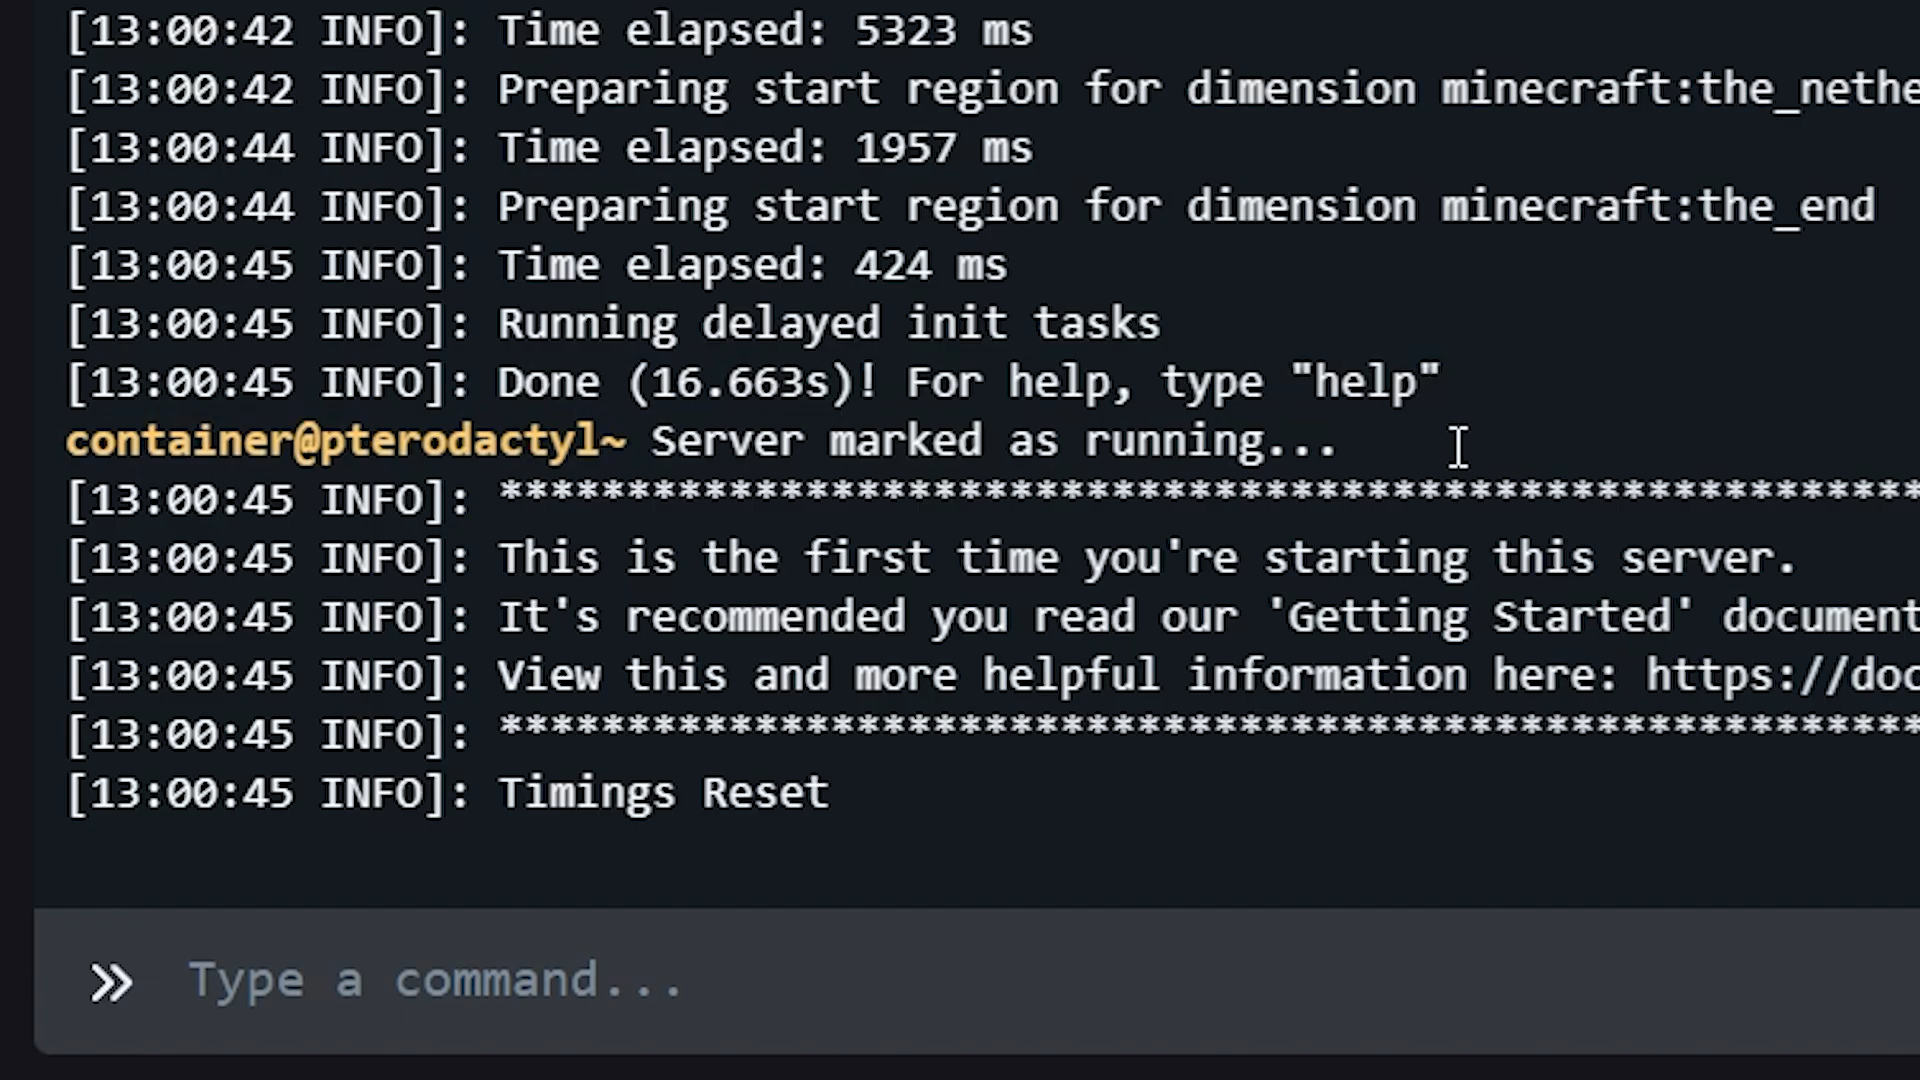 [13:00:42 INFO]: Time elapsed: 5323 ms
[13:00:42 INFO]: Preparing start region for dimension minecraft:the_nethe
[13:00:44 INFO]: Time elapsed: 1957 ms
[13:00:44 INFO]: Preparing start region for dimension minecraft:the_end
[13:00:45 INFO]: Time elapsed: 424 ms
[13:00:45 INFO]: Running delayed init tasks
[13:00:45 INFO]: Done (16.663s)! For help, type "help"
container@pterodactyl~ Server marked as running...
[13:00:45 INFO]: ********************************************************
[13:00:45 INFO]: This is the first time you're starting this server.
[13:00:45 INFO]: It's recommended you read our 'Getting Started' document
[13:00:45 INFO]: View this and more helpful information here: https://doc
[13:00:45 INFO]: ********************************************************
[13:00:45 INFO]: Timings Reset
» Type a command...